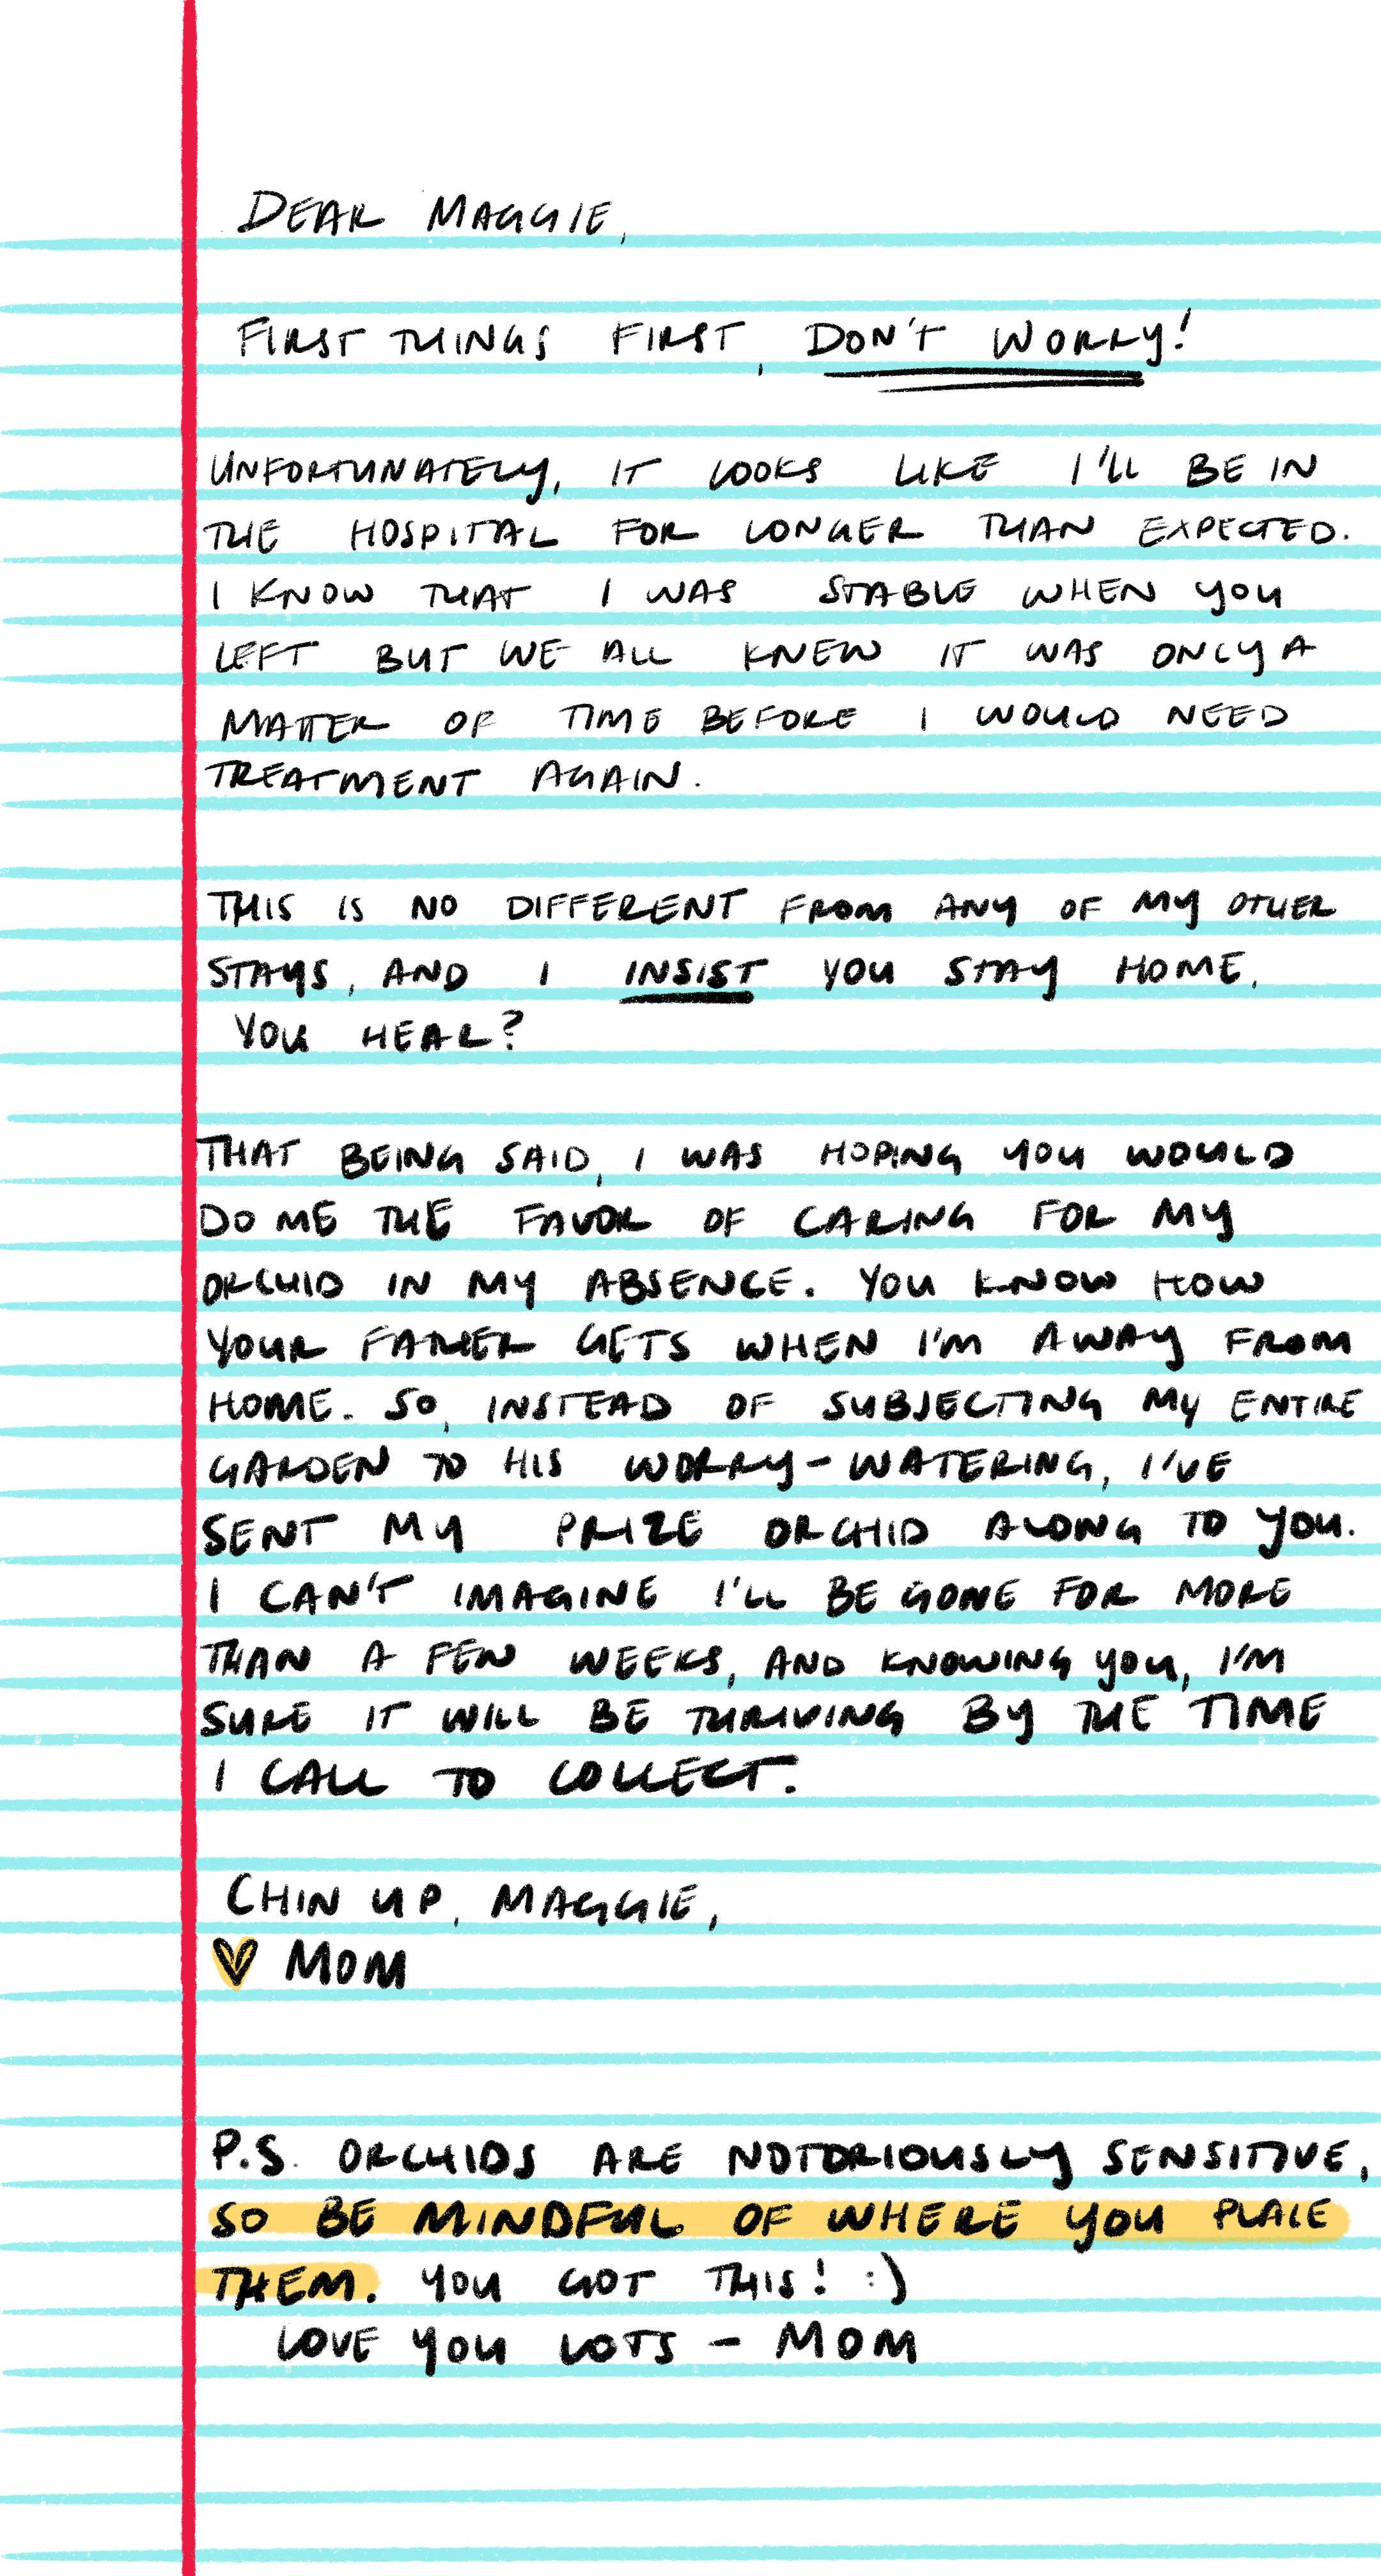 DEAR MAGGIE,
FIRST THINGS FIRST, DON'T WORRY!
UNFORTUNATELY, IT LOOKS LIKE I'LL BE IN
THE HOSPITAL FOR LONGER THAN EXPECTED.
I KNOW THAT I WAS STABLE WHEN YOU
LEFT BUT WE ALL KNEW IT WAS ONLY A
MATTER OF TIME BEFORE I WOULD NEED
TREATMENT AGAIN.
THIS IS NO DIFFERENT FROM ANY OF MY OTHER
STAYS, AND I INSIST YOU STAY HOME,
YOU HEAR?
THAT BEING SAID, I WAS HOPING YOU WOULD
DO ME THE FAVOR OF CARING FOR MY
ORCHID IN MY ABSENCE. YOU KNOW HOW
YOUR FATHER GETS WHEN I'M AWAY FROM
HOME. SO, INSTEAD OF SUBJECTING MY ENTIRE
GARDEN TO HIS WORRY-WATERING, I'VE
SENT MY PRIZE ORCHID ALONG TO YOU.
I CAN'T IMAGINE I'LL BE GONE FOR MORE
THAN A FEW WEEKS, AND KNOWING YOU, I'M
SURE IT WILL BE THRIVING BY THE TIME
I CALL TO COLLECT.
CHIN UP, MAGGIE,
♡ MOM
P.S. ORCHIDS ARE NOTORIOUSLY SENSITIVE,
SO BE MINDFUL OF WHERE YOU PLACE
THEM. YOU GOT THIS! :)
LOVE YOU LOTS - MOM